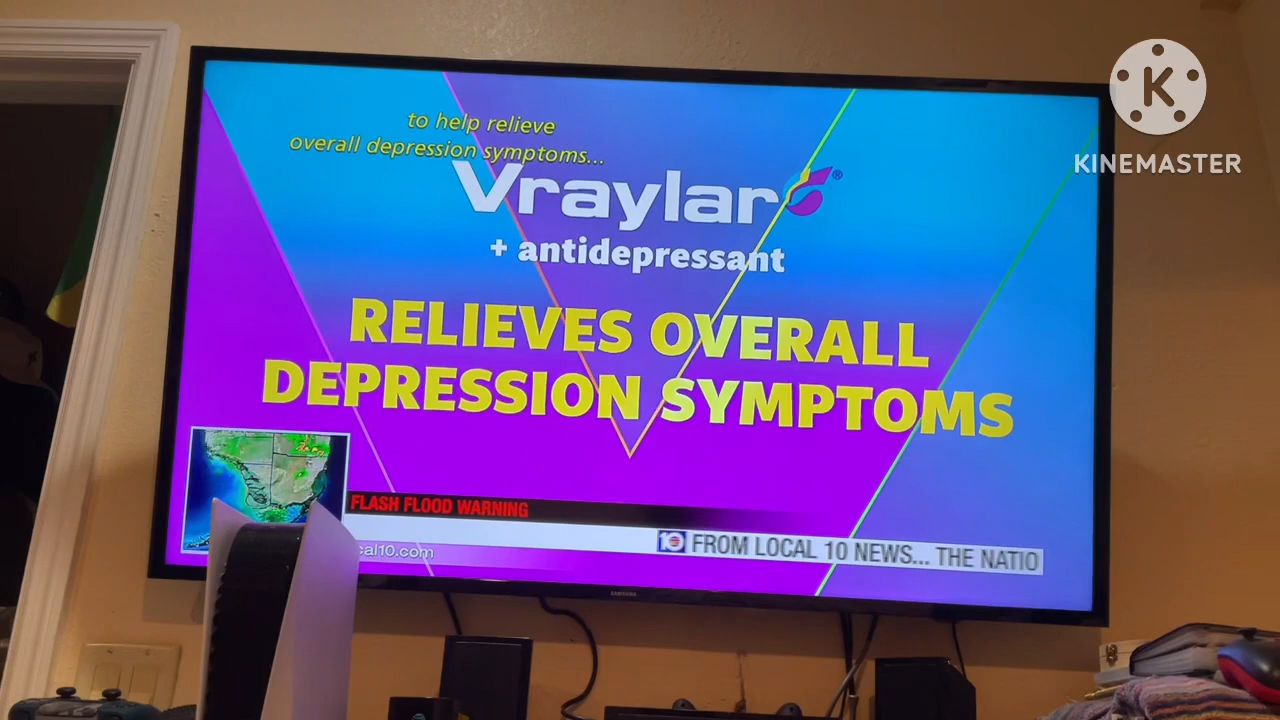 to help relieve
overall depression symptoms...
Vraylar®
+ antidepressant
RELIEVES OVERALL
DEPRESSION SYMPTOMS
FLASH FLOOD WARNING
10 FROM LOCAL 10 NEWS... THE NATIO
cal10.com
SAMSUNG
K
KINEMASTER